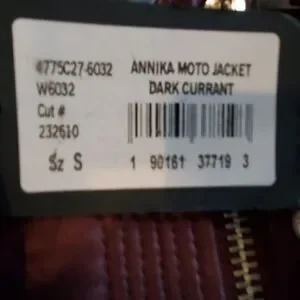 4775C27-6032
W6032
Cut #
232610
Sz S
ANNIKA MOTO JACKET
DARK CURRANT
1 90161 37719 3